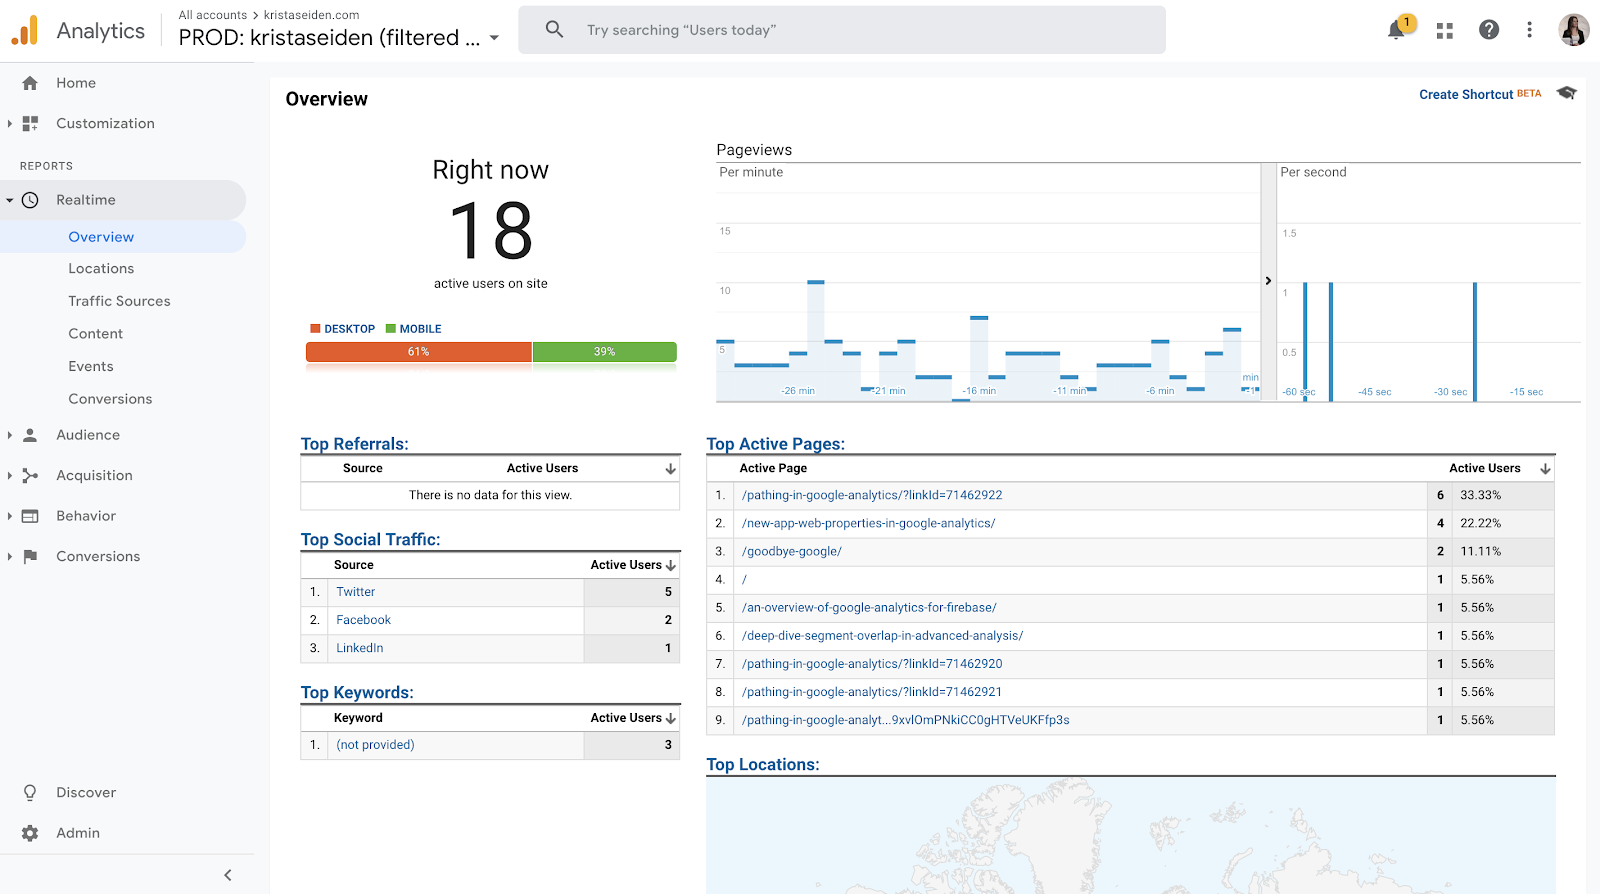 Analytics
All accounts > kristaseiden.com
PROD: kristaseiden (filtered ...
Try searching “Users today”
1
Home
Customization
REPORTS
Realtime
Overview
Locations
Traffic Sources
Content
Events
Conversions
Audience
Acquisition
Behavior
Conversions
Discover
Admin
Overview
Create Shortcut BETA
Right now
18
active users on site
DESKTOP MOBILE
61% 39%
Pageviews
Per minute
15
10
5
-26 min -21 min -16 min -11 min -6 min min -1
Per second
1.5
1
0.5
-60 sec -45 sec -30 sec -15 sec
Top Referrals:
Source Active Users
There is no data for this view.
Top Social Traffic:
Source Active Users
1. Twitter 5
2. Facebook 2
3. LinkedIn 1
Top Keywords:
Keyword Active Users
1. (not provided) 3
Top Active Pages:
Active Page Active Users
1. /pathing-in-google-analytics/?linkId=71462922 6 33.33%
2. /new-app-web-properties-in-google-analytics/ 4 22.22%
3. /goodbye-google/ 2 11.11%
4. / 1 5.56%
5. /an-overview-of-google-analytics-for-firebase/ 1 5.56%
6. /deep-dive-segment-overlap-in-advanced-analysis/ 1 5.56%
7. /pathing-in-google-analytics/?linkId=71462920 1 5.56%
8. /pathing-in-google-analytics/?linkId=71462921 1 5.56%
9. /pathing-in-google-analyt...9xvlOmPNkiCC0gHTVeUKFfp3s 1 5.56%
Top Locations: